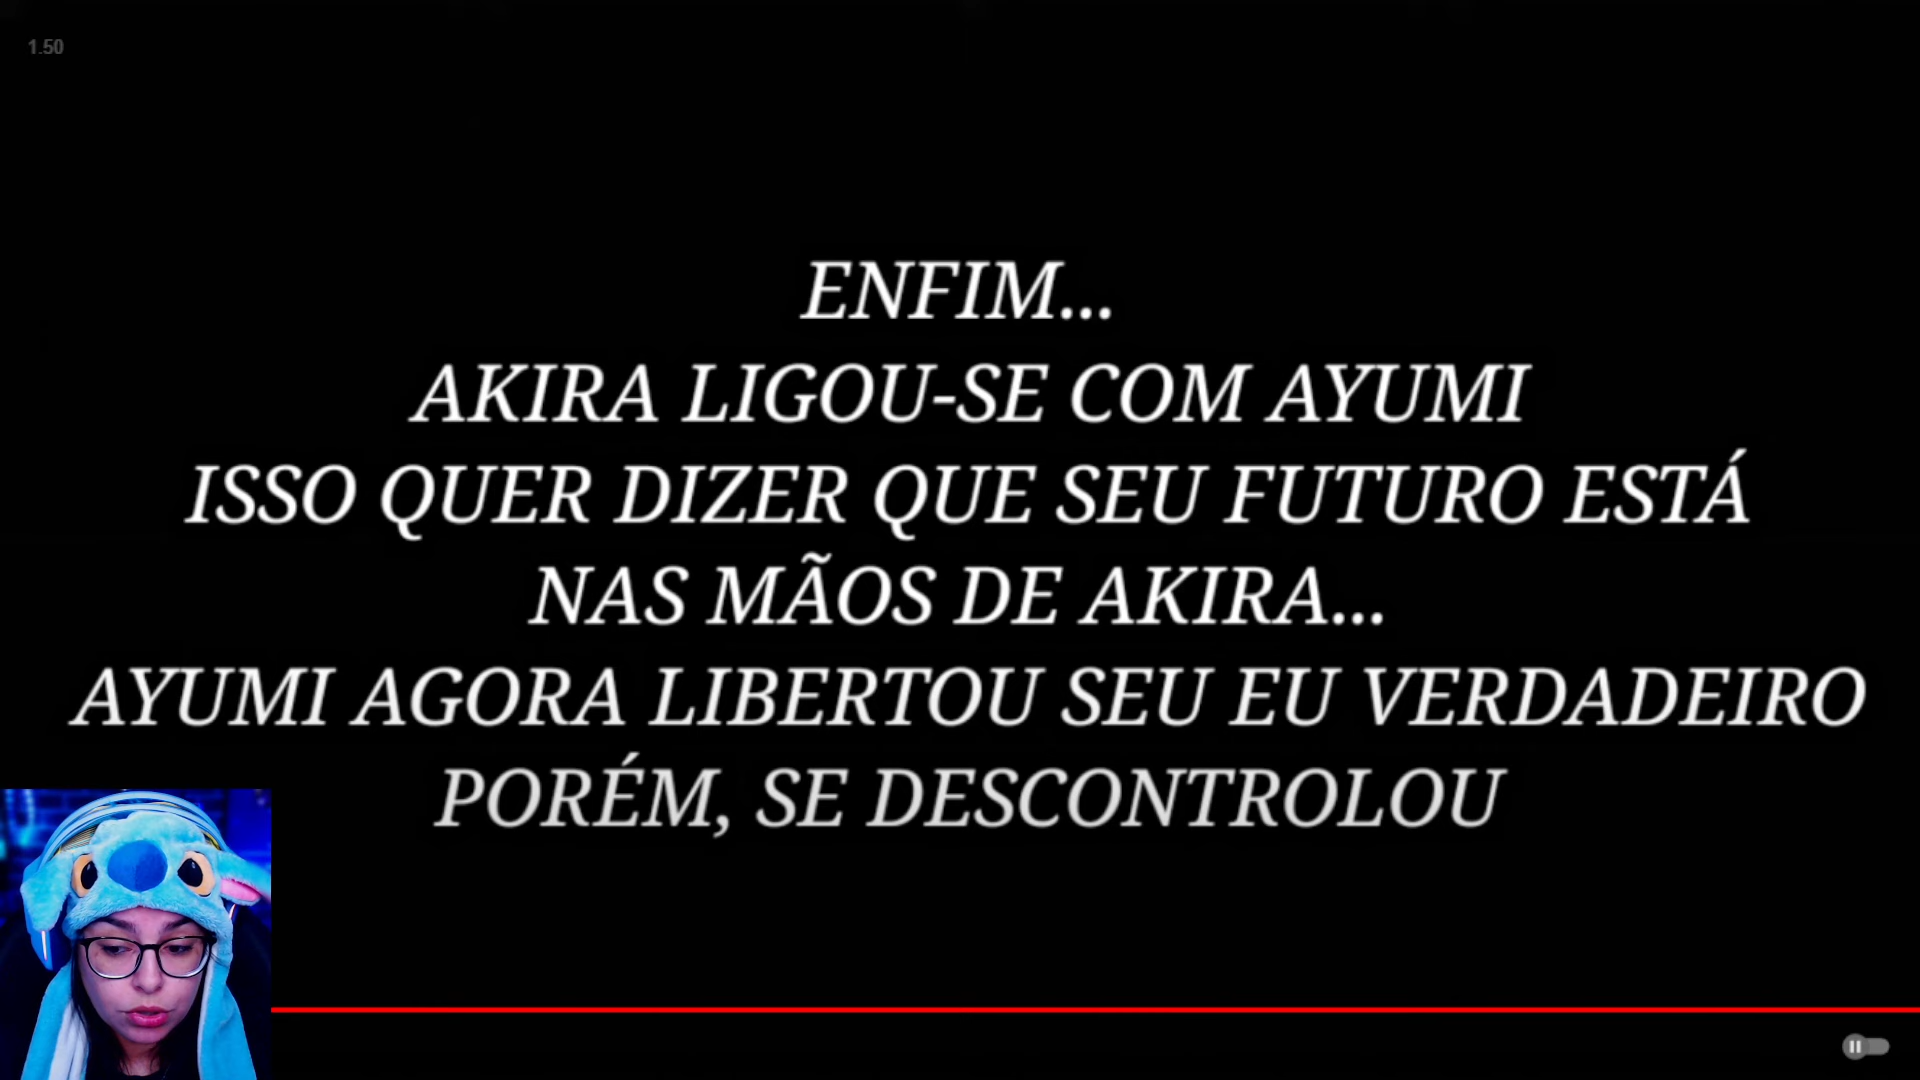 1.50
ENFIM...
AKIRA LIGOU-SE COM AYUMI
ISSO QUER DIZER QUE SEU FUTURO ESTÁ
NAS MÃOS DE AKIRA...
AYUMI AGORA LIBERTOU SEU EU VERDADEIRO
PORÉM, SE DESCONTROLOU